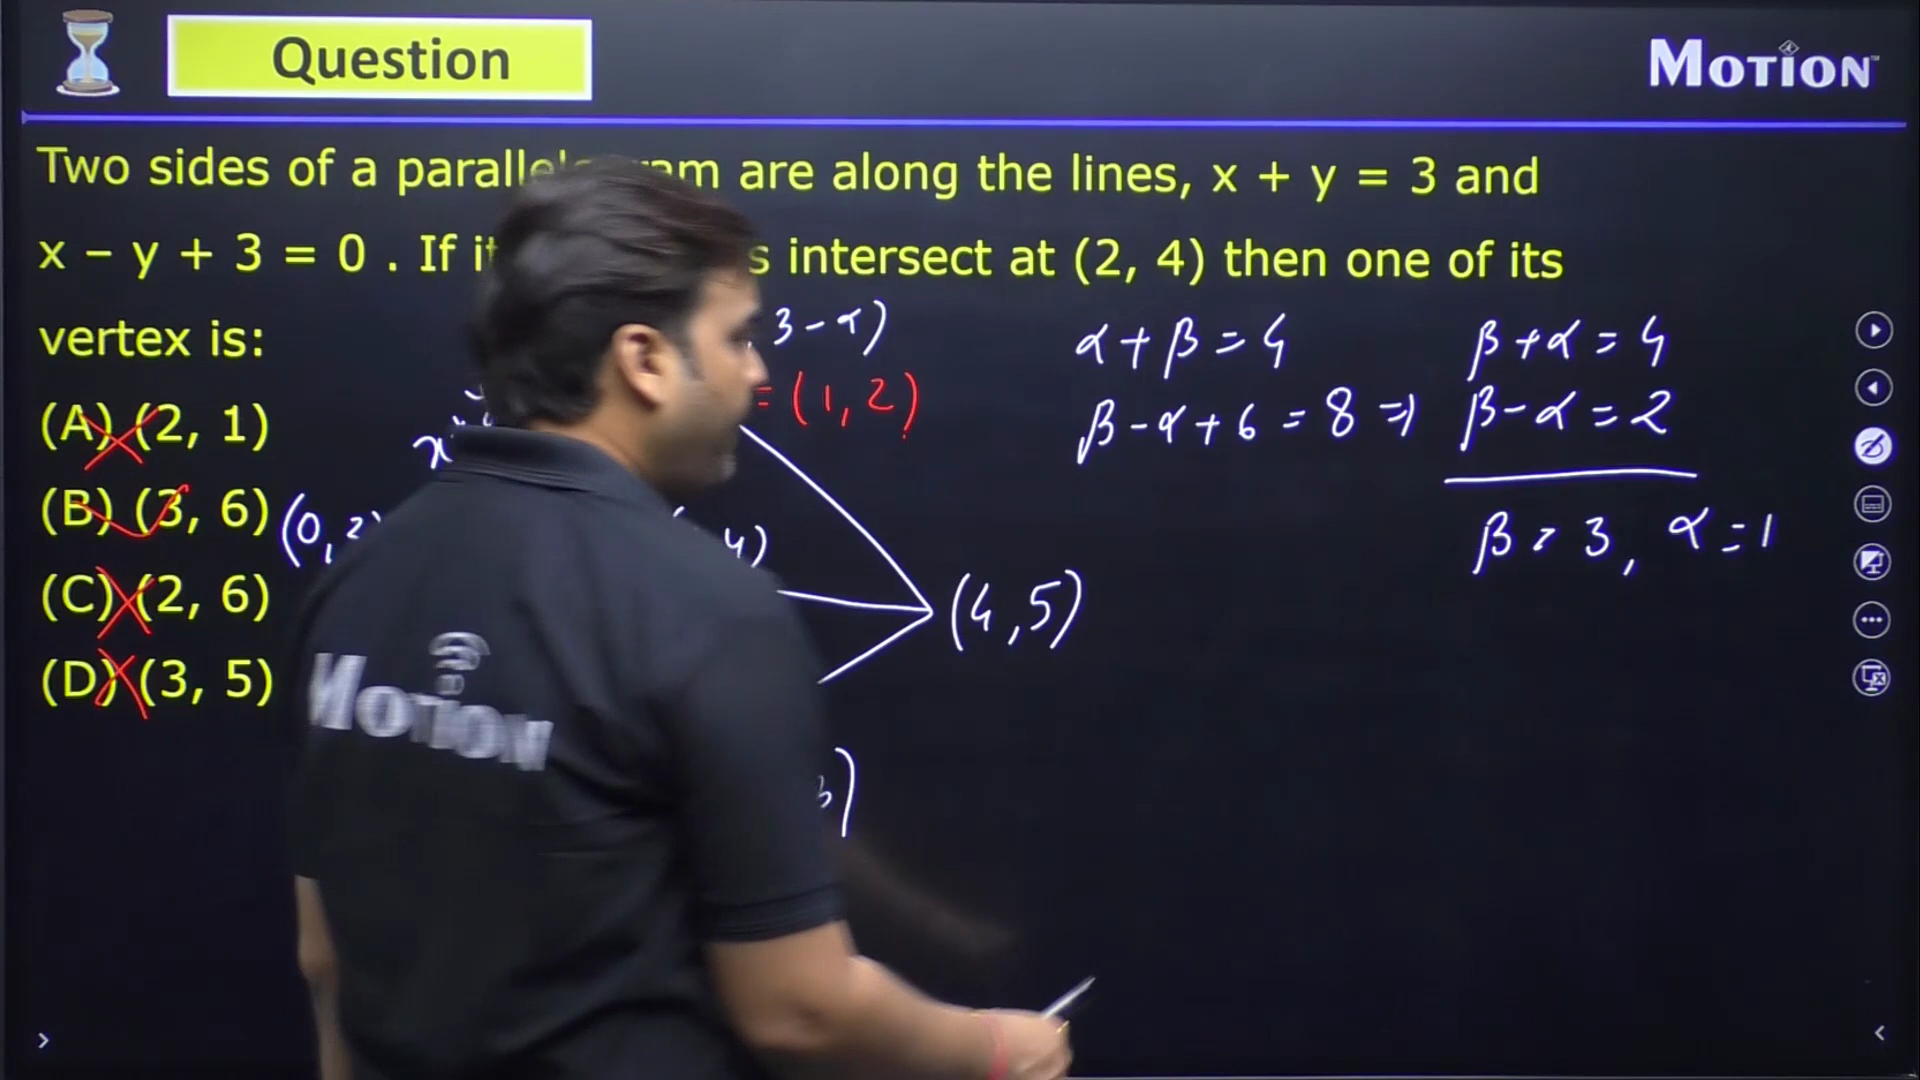 Question
MOTION
Two sides of a are along the lines, x + y = 3 and
x – y + 3 = 0 . If intersect at (2, 4) then one of its
vertex is:
(A) (2, 1)
(B) (3, 6)
(C) (2, 6)
(D) (3, 5)
3 - α)
= (1, 2)
x
(0,
4)
(4, 5)
α + β = 4
β - α + 6 = 8 ⇒
β + α = 4
β - α = 2
β = 3, α = 1
MOTION